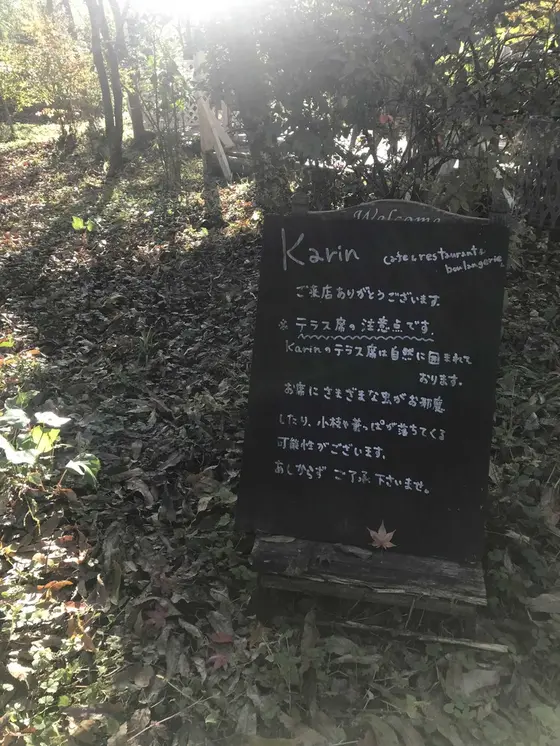 Welcome
Karin cafe & restaurant &
boulangerie.
ご来店ありがとうございます。
※テラス席の注意点です。
Karinのテラス席は自然に囲まれて
おります。
お席にさまざまな虫がお邪魔
したり、小枝や葉っぱが落ちてくる
可能性がございます。
あしからず ご了承 下さいませ。